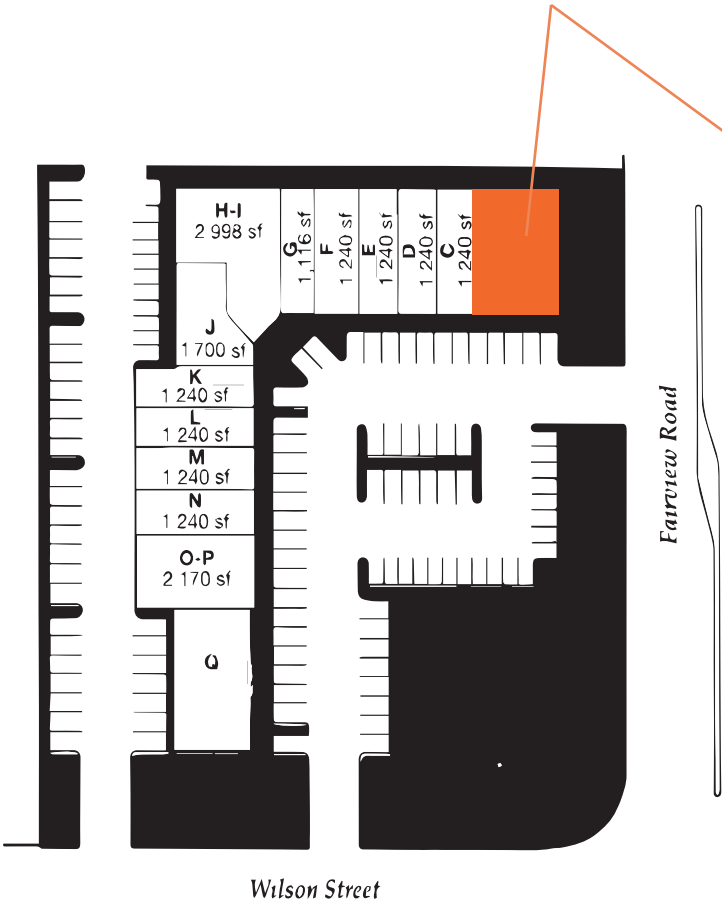 H-I
2 998 sf
G
1,116 sf
F
1 240 sf
E
1 240 sf
D
1 240 sf
C
1 240 sf
J
1 700 sf
K
1 240 sf
L
1 240 sf
M
1 240 sf
N
1 240 sf
O-P
2 170 sf
Q
Fairview Road
Wilson Street